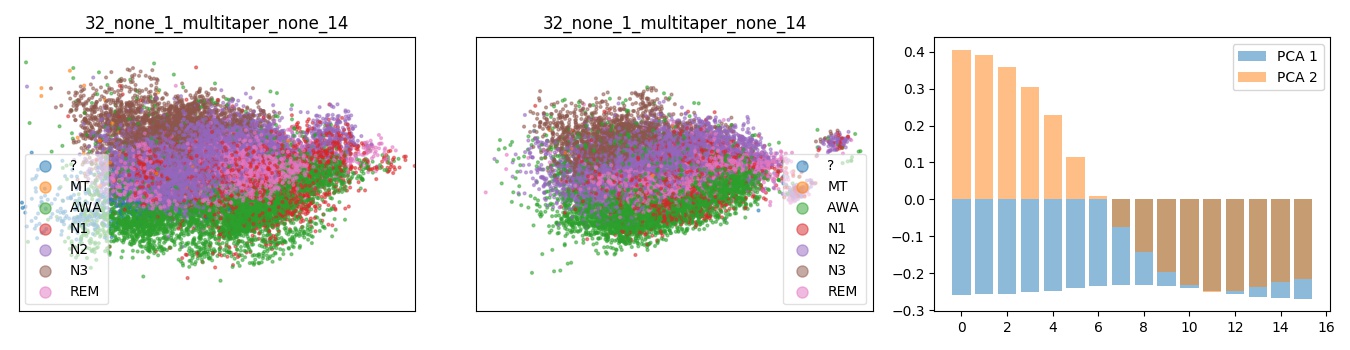 32_none_1_multitaper_none_14
?
MT
AWA
N1
N2
N3
REM
32_none_1_multitaper_none_14
?
MT
AWA
N1
N2
N3
REM
PCA 1
PCA 2
0.4
0.3
0.2
0.1
0.0
−0.1
−0.2
−0.3
0 2 4 6 8 10 12 14 16